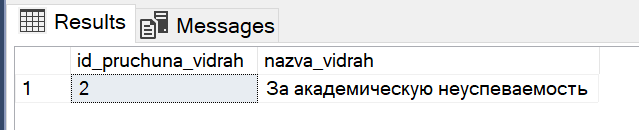 Results Messages
id_pruchuna_vidrah nazva_vidrah
1 2 За академическую неуспеваемость